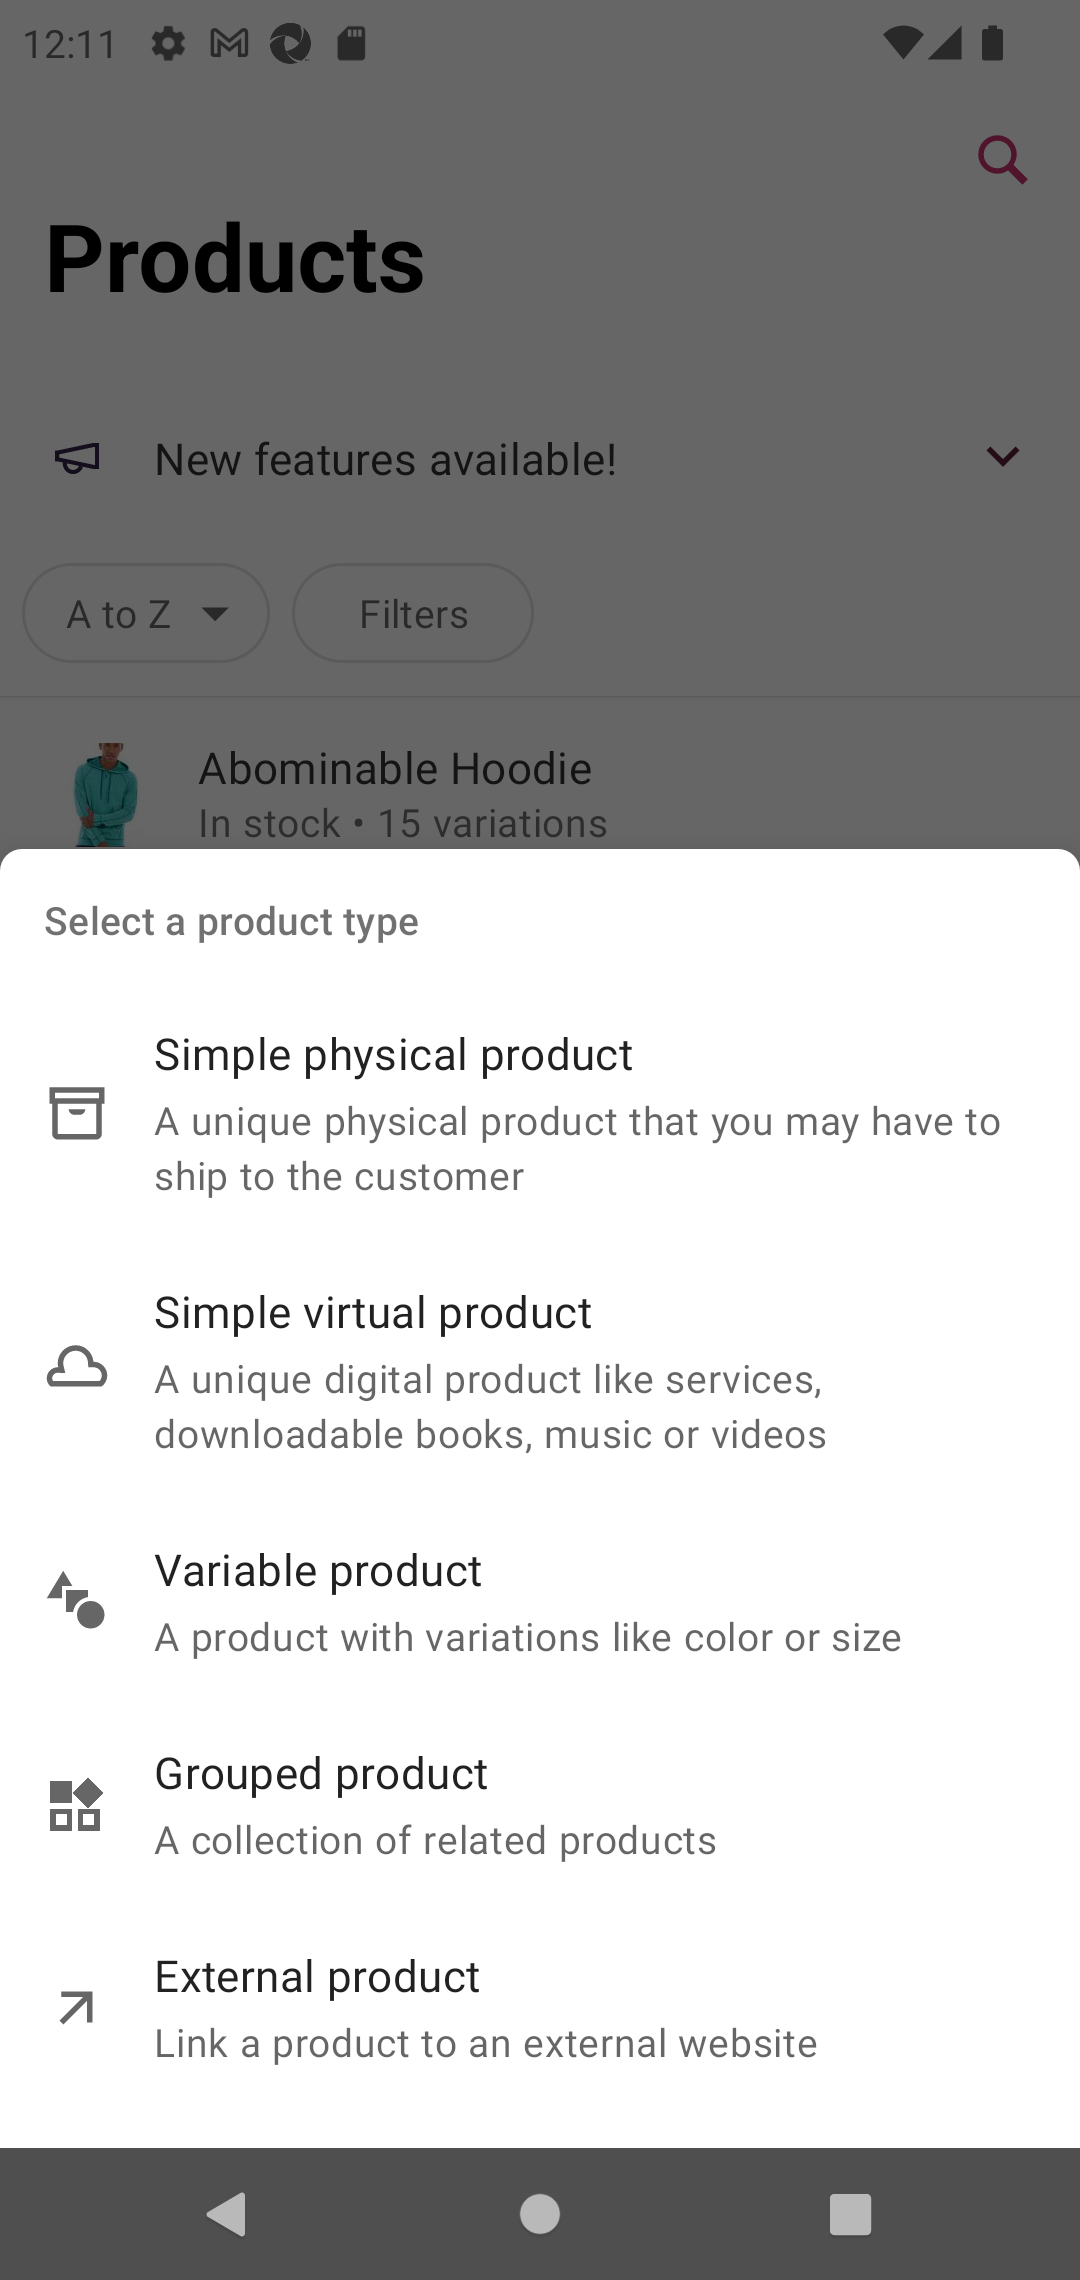 12:11
Products
New features available!
A to Z
Filters
Abominable Hoodie
In stock • 15 variations
Select a product type
Simple physical product
A unique physical product that you may have to
ship to the customer
Simple virtual product
A unique digital product like services,
downloadable books, music or videos
Variable product
A product with variations like color or size
Grouped product
A collection of related products
External product
Link a product to an external website